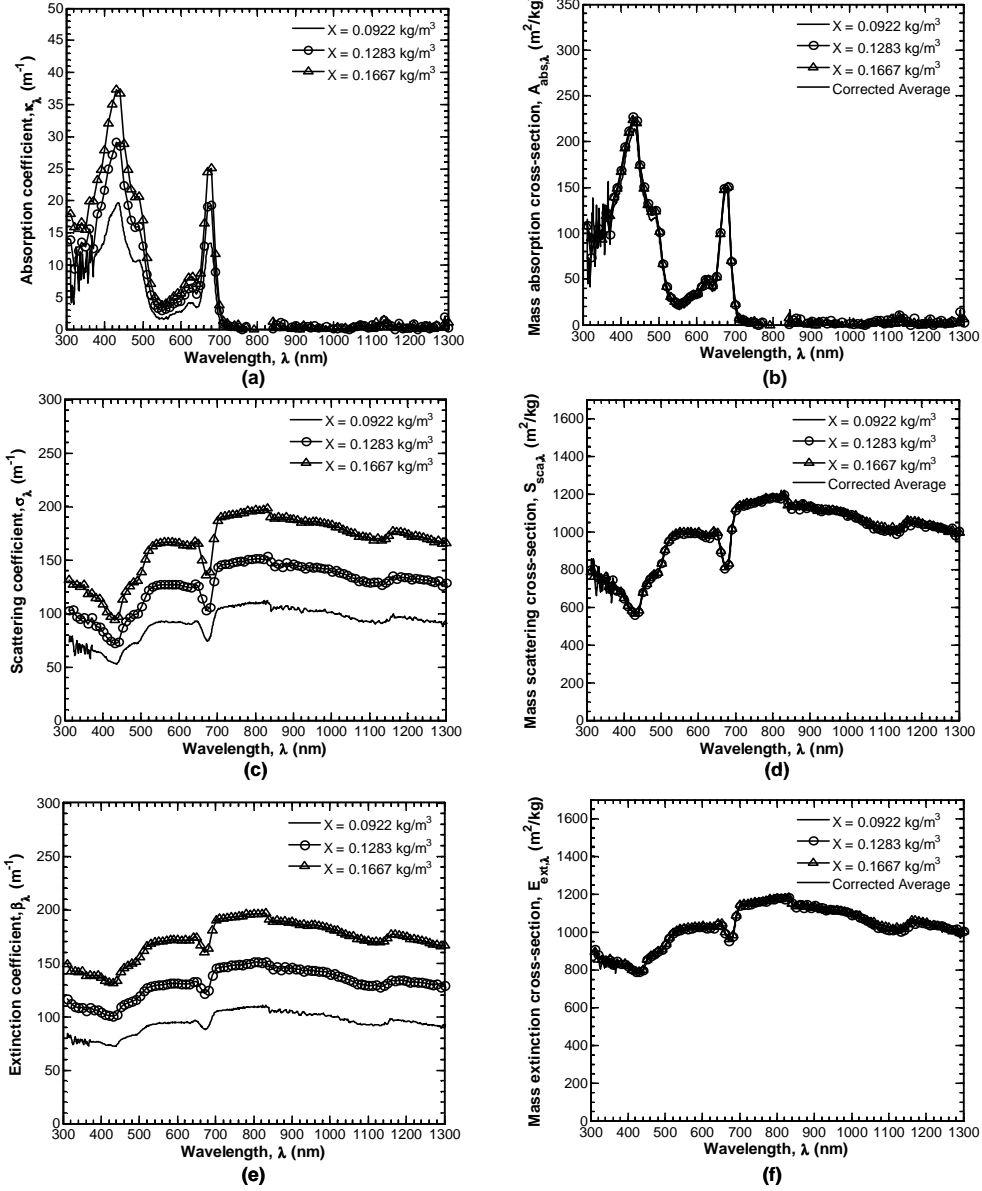 50
45
40
35
30
25
20
15
10
5
0
Absorption coefficient,κλ (m-1)
X = 0.0922 kg/m3
X = 0.1283 kg/m3
X = 0.1667 kg/m3
300 400 500 600 700 800 900 1000 1100 1200 1300
Wavelength, λ (nm)
(a)
350
300
250
200
150
100
50
0
Mass absorption cross-section, Aabs,λ (m2/kg)
X = 0.0922 kg/m3
X = 0.1283 kg/m3
X = 0.1667 kg/m3
Corrected Average
300 400 500 600 700 800 900 1000 1100 1200 1300
Wavelength, λ (nm)
(b)
300
250
200
150
100
50
0
Scattering coefficient,σλ (m-1)
X = 0.0922 kg/m3
X = 0.1283 kg/m3
X = 0.1667 kg/m3
300 400 500 600 700 800 900 1000 1100 1200 1300
Wavelength, λ (nm)
(c)
1600
1400
1200
1000
800
600
400
200
0
Mass scattering cross-section, Ssca,λ (m2/kg)
X = 0.0922 kg/m3
X = 0.1283 kg/m3
X = 0.1667 kg/m3
Corrected Average
300 400 500 600 700 800 900 1000 1100 1200 1300
Wavelength, λ (nm)
(d)
300
250
200
150
100
50
0
Extinction coefficient,βλ (m-1)
X = 0.0922 kg/m3
X = 0.1283 kg/m3
X = 0.1667 kg/m3
300 400 500 600 700 800 900 1000 1100 1200 1300
Wavelength, λ (nm)
(e)
1600
1400
1200
1000
800
600
400
200
0
Mass extinction cross-section, Eext,λ (m2/kg)
X = 0.0922 kg/m3
X = 0.1283 kg/m3
X = 0.1667 kg/m3
Corrected Average
300 400 500 600 700 800 900 1000 1100 1200 1300
Wavelength, λ (nm)
(f)